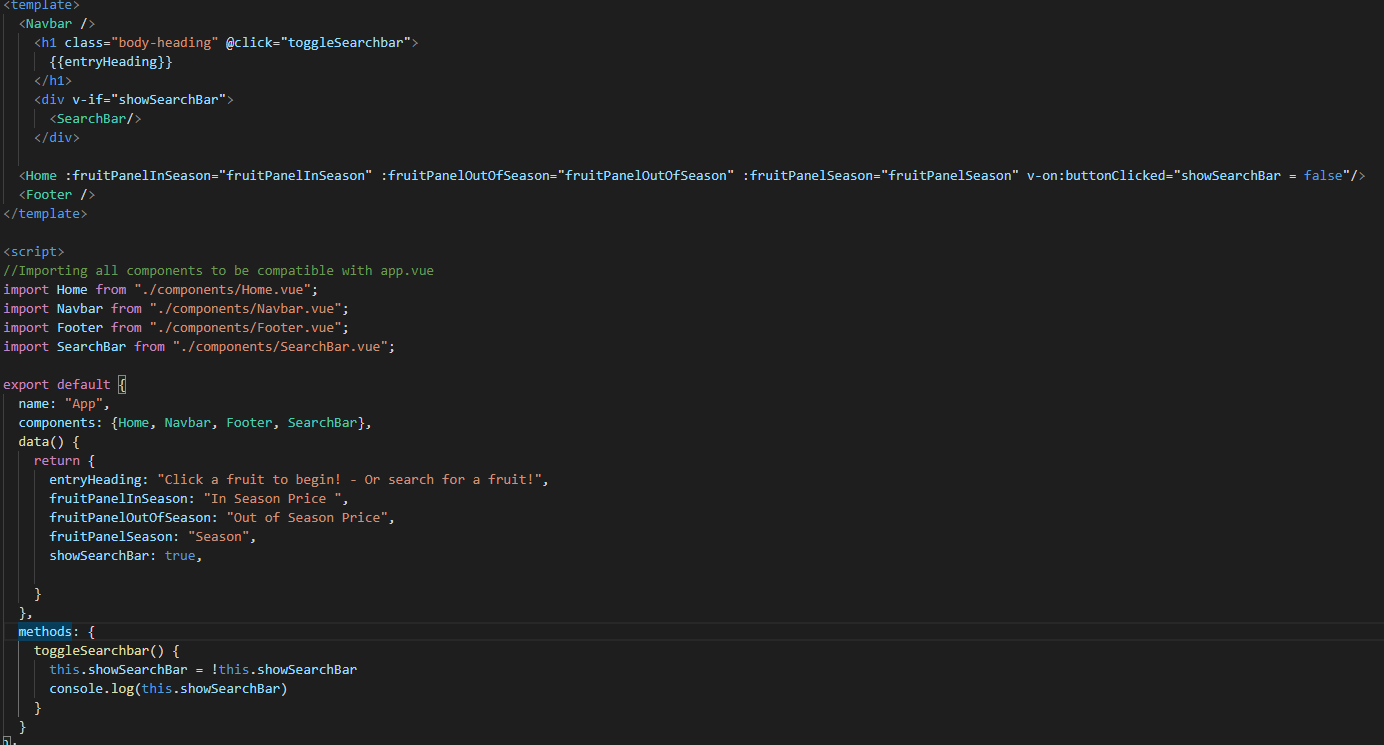 <template>
<Navbar />
<h1 class="body-heading" @click="toggleSearchbar">
{{entryHeading}}
</h1>
<div v-if="showSearchBar">
<SearchBar/>
</div>
<Home :fruitPanelInSeason="fruitPanelInSeason" :fruitPanelOutOfSeason="fruitPanelOutOfSeason" :fruitPanelSeason="fruitPanelSeason" v-on:buttonClicked="showSearchBar = false"/>
<Footer />
</template>
<script>
//Importing all components to be compatible with app.vue
import Home from "./components/Home.vue";
import Navbar from "./components/Navbar.vue";
import Footer from "./components/Footer.vue";
import SearchBar from "./components/SearchBar.vue";
export default {
name: "App",
components: {Home, Navbar, Footer, SearchBar},
data() {
return {
entryHeading: "Click a fruit to begin! - Or search for a fruit!",
fruitPanelInSeason: "In Season Price ",
fruitPanelOutOfSeason: "Out of Season Price",
fruitPanelSeason: "Season",
showSearchBar: true,
}
},
methods: {
toggleSearchbar() {
this.showSearchBar = !this.showSearchBar
console.log(this.showSearchBar)
}
}
};